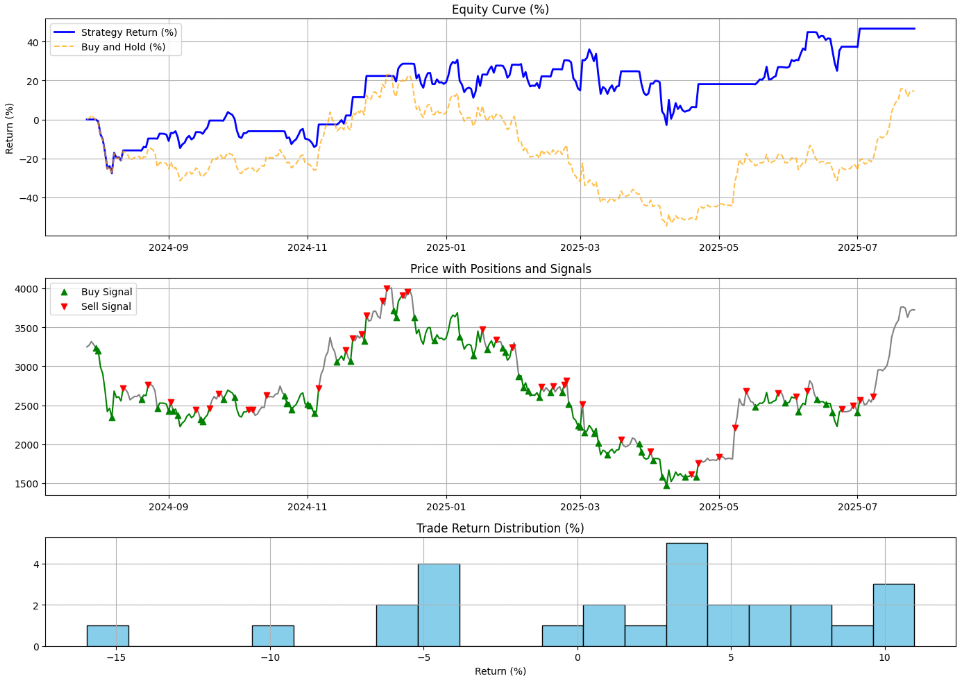 Equity Curve (%)
Strategy Return (%)
Buy and Hold (%)
Return (%)
40
20
0
−20
−40
2024-09 2024-11 2025-01 2025-03 2025-05 2025-07
Price with Positions and Signals
Buy Signal
Sell Signal
4000
3500
3000
2500
2000
1500
2024-09 2024-11 2025-01 2025-03 2025-05 2025-07
Trade Return Distribution (%)
4
2
0
−15 −10 −5 0 5 10
Return (%)